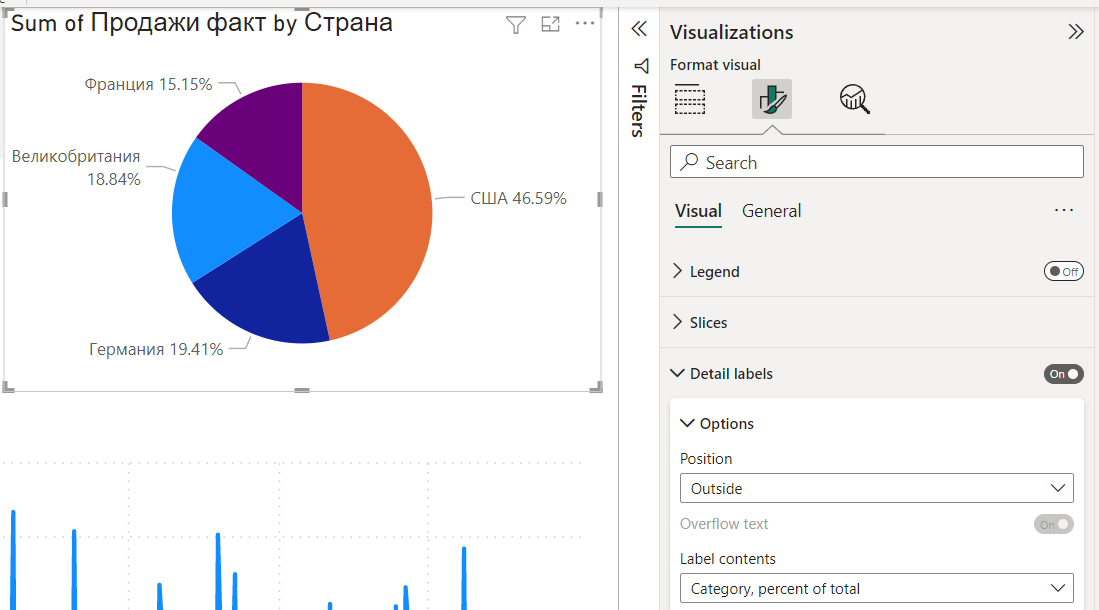 Sum of Продажи факт by Страна
Франция 15.15%
Великобритания
18.84%
США 46.59%
Германия 19.41%
Filters
Visualizations
Format visual
Search
Visual General
Legend Off
Slices
Detail labels On
Options
Position
Outside
Overflow text On
Label contents
Category, percent of total